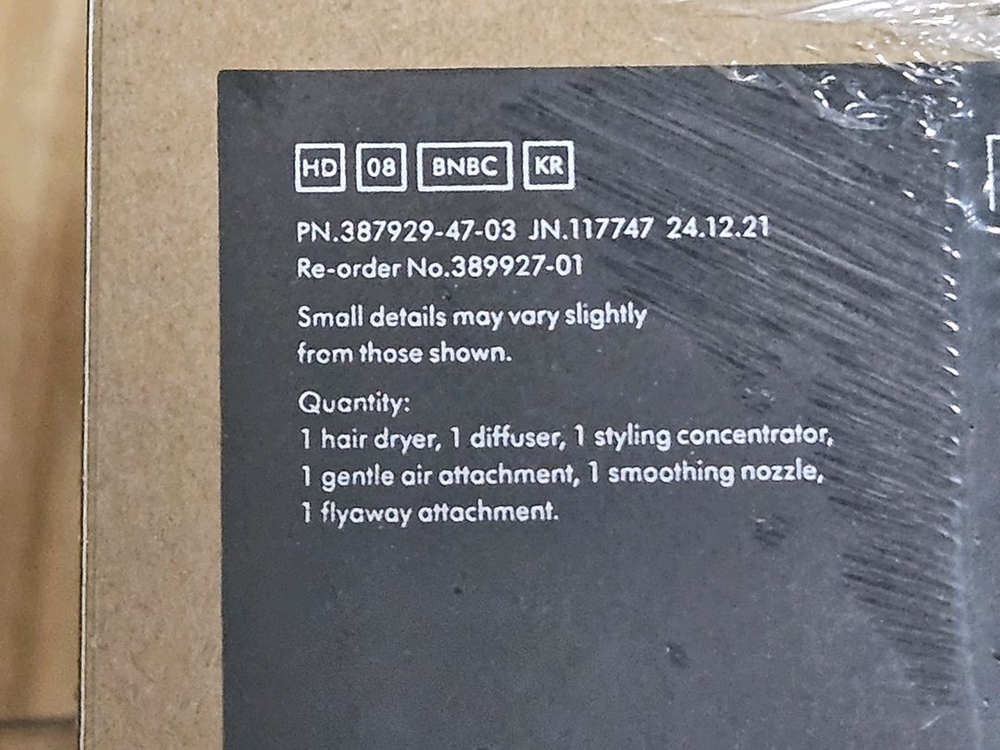 HD 08 BNBC KR
PN.387929-47-03 JN.117747 24.12.21
Re-order No.389927-01
Small details may vary slightly
from those shown.
Quantity:
1 hair dryer, 1 diffuser, 1 styling concentrator,
1 gentle air attachment, 1 smoothing nozzle,
1 flyaway attachment.